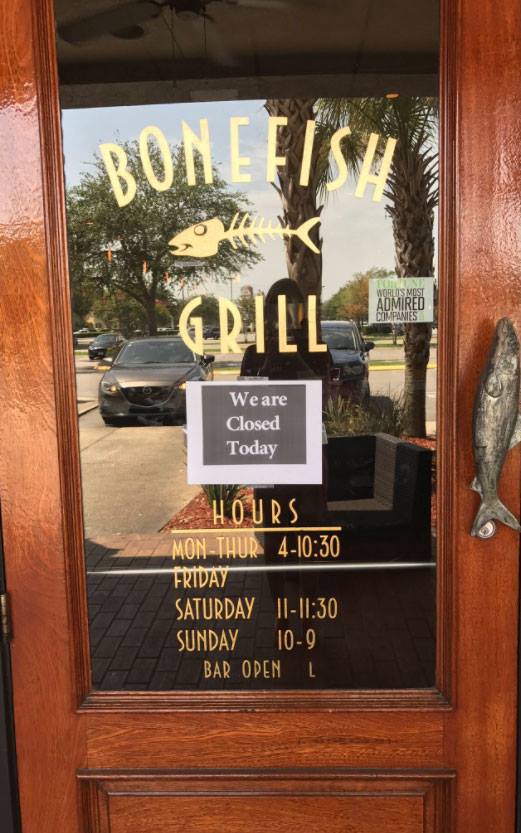 BONEFISH
GRILL
FORTUNE
WORLD'S MOST
ADMIRED
COMPANIES
We are
Closed
Today
HOURS
MON-THUR 4-10:30
FRIDAY
SATURDAY 11-11:30
SUNDAY 10-9
BAR OPEN L